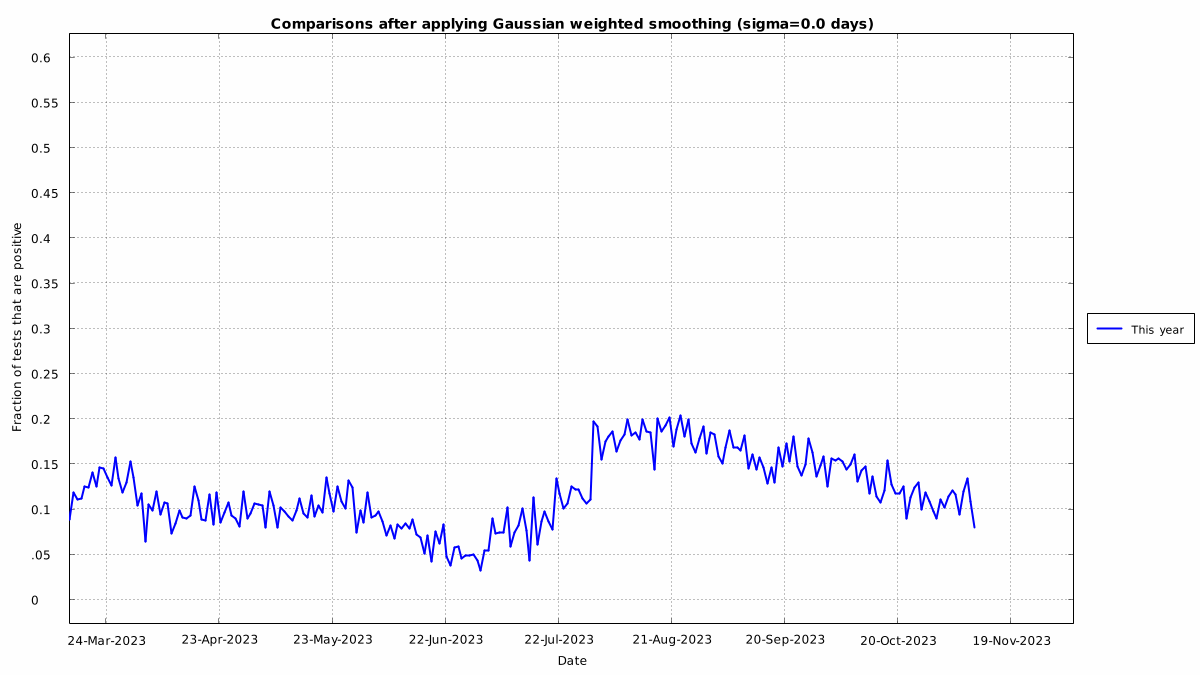 Comparisons after applying Gaussian weighted smoothing (sigma=0.0 days)
0.6
0.55
0.5
0.45
0.4
0.35
0.3
0.25
0.2
0.15
0.1
.05
0
Fraction of tests that are positive
This year
24-Mar-2023 23-Apr-2023 23-May-2023 22-Jun-2023 22-Jul-2023 21-Aug-2023 20-Sep-2023 20-Oct-2023 19-Nov-2023
Date